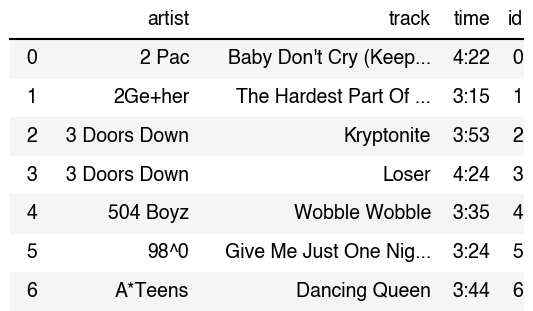 artist track time id
0 2 Pac Baby Don't Cry (Keep... 4:22 0
1 2Ge+her The Hardest Part Of ... 3:15 1
2 3 Doors Down Kryptonite 3:53 2
3 3 Doors Down Loser 4:24 3
4 504 Boyz Wobble Wobble 3:35 4
5 98^0 Give Me Just One Nig... 3:24 5
6 A*Teens Dancing Queen 3:44 6